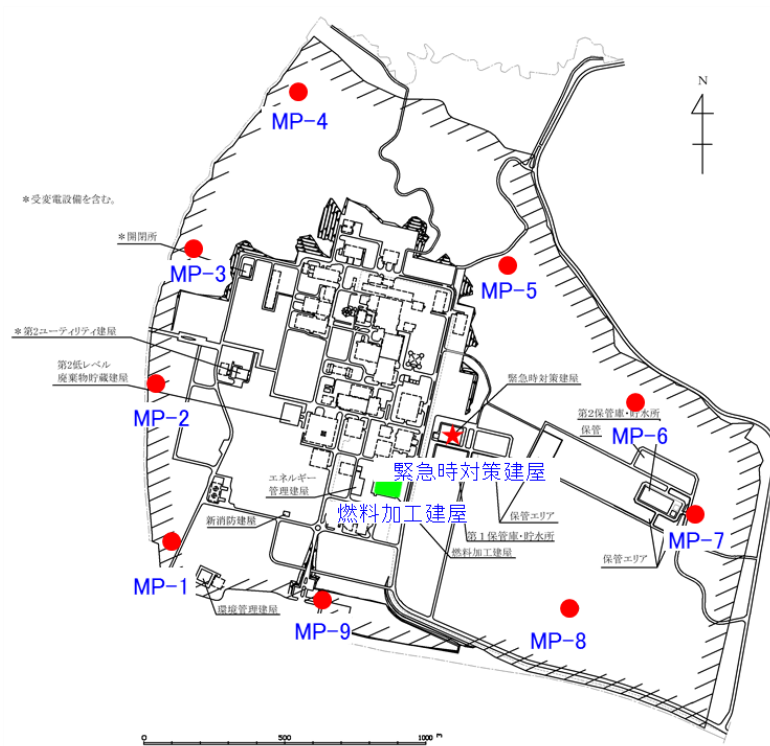 N
MP-4
＊受変電設備を含む。
＊開閉所
MP-3
MP-5
＊第2ユーティリティ建屋
第2低レベル
廃棄物貯蔵建屋
緊急時対策建屋
MP-2
第2保管庫・貯水所
保管
MP-6
緊急時対策建屋
エネルギー
管理建屋
燃料加工建屋
保管エリア
MP-7
新消防建屋
第1保管庫・貯水所
燃料加工建屋
保管エリア
MP-1
環境管理建屋
MP-9
MP-8
0 500 1000 m